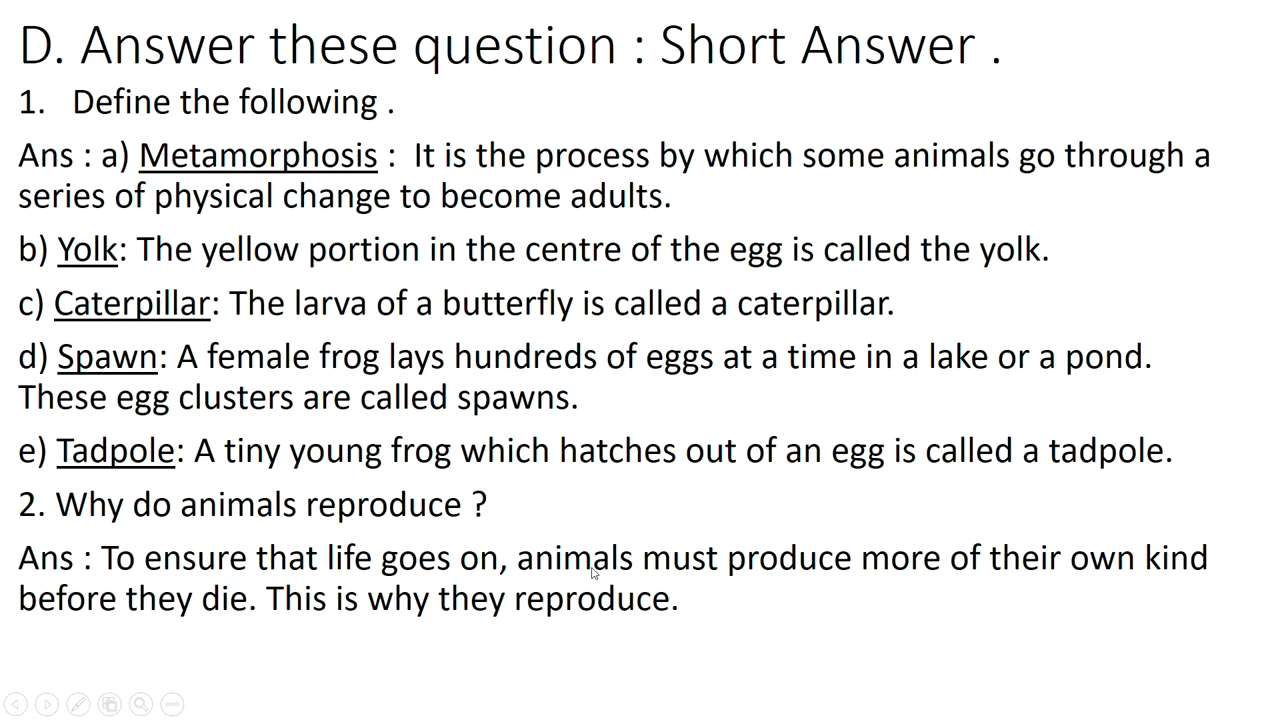 D. Answer these question : Short Answer .
1. Define the following .
Ans : a) Metamorphosis : It is the process by which some animals go through a
series of physical change to become adults.
b) Yolk: The yellow portion in the centre of the egg is called the yolk.
c) Caterpillar: The larva of a butterfly is called a caterpillar.
d) Spawn: A female frog lays hundreds of eggs at a time in a lake or a pond.
These egg clusters are called spawns.
e) Tadpole: A tiny young frog which hatches out of an egg is called a tadpole.
2. Why do animals reproduce ?
Ans : To ensure that life goes on, animals must produce more of their own kind
before they die. This is why they reproduce.